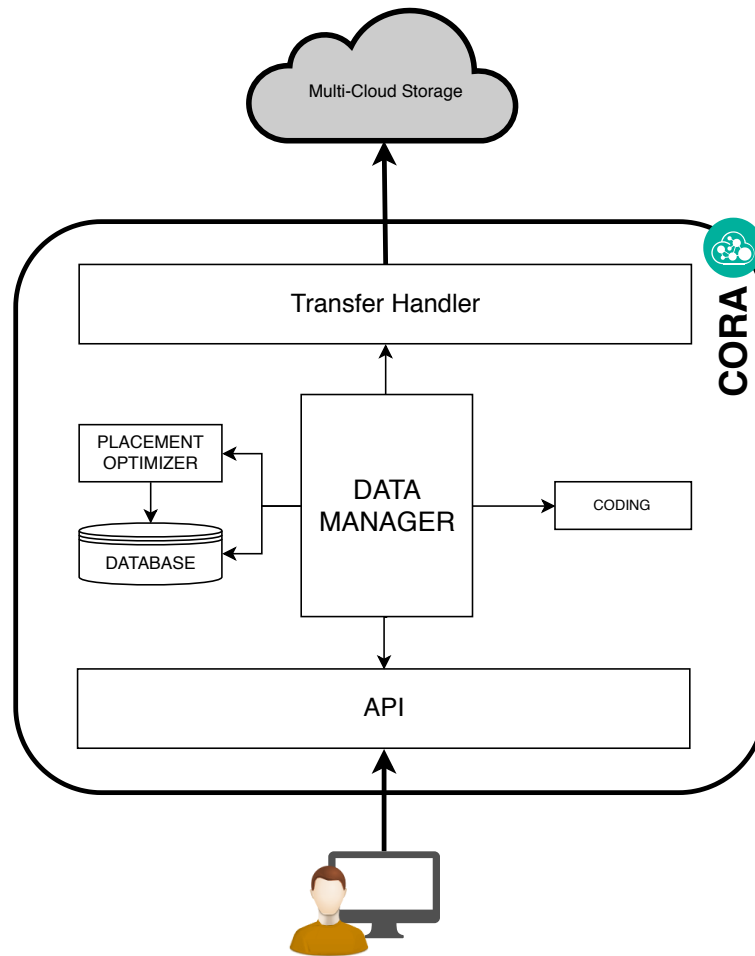 Multi-Cloud Storage
CORA
Transfer Handler
PLACEMENT
OPTIMIZER
DATABASE
DATA
MANAGER
CODING
API